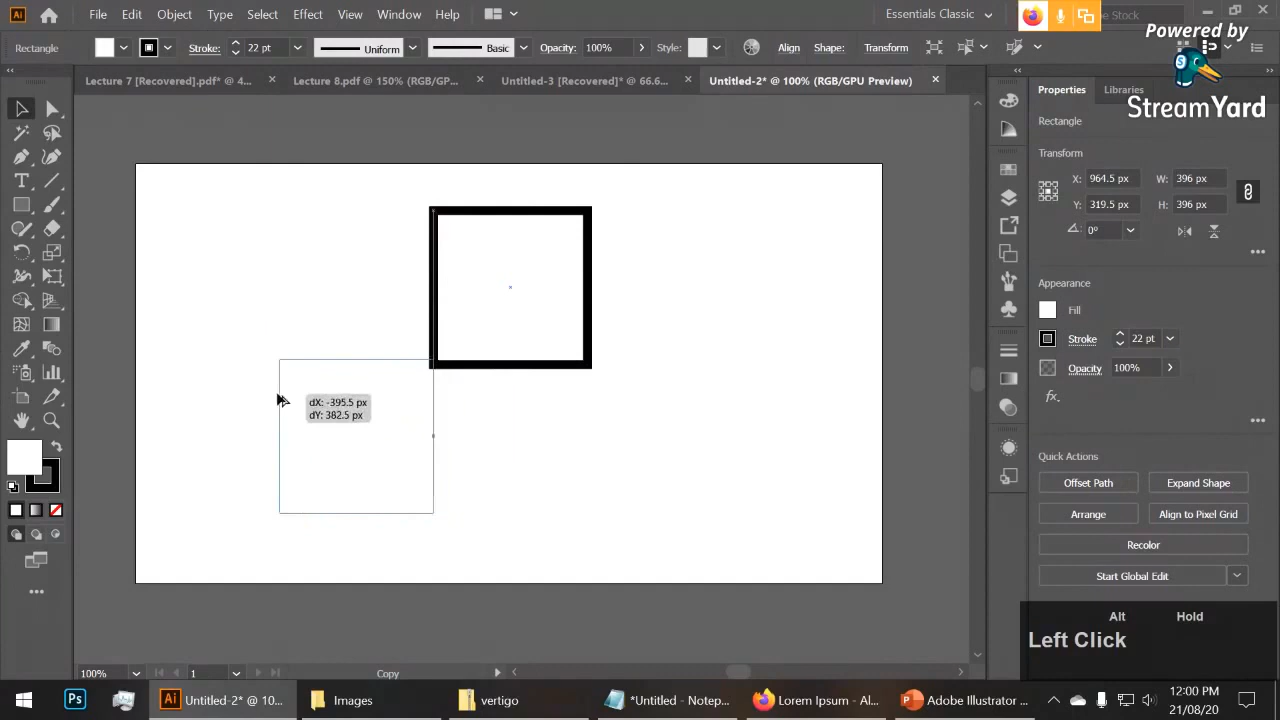 Ai File Edit Object Type Select Effect View Window Help Essentials Classic e Stock
Powered by
StreamYard
Rectangle Stroke: 22 pt Uniform Basic Opacity: 100% Style: Align Shape: Transform
Lecture 7 [Recovered].pdf* @ 4... × Lecture 8.pdf @ 150% (RGB/GP... × Untitled-3 [Recovered]* @ 66.6... × Untitled-2* @ 100% (RGB/GPU Preview) ×
Properties Libraries
Rectangle
Transform
X: 964.5 px W: 396 px
Y: 319.5 px H: 396 px
0°
Appearance
Fill
Stroke 22 pt
Opacity 100%
fx.
Quick Actions
Offset Path Expand Shape
Arrange Align to Pixel Grid
Recolor
Start Global Edit
dX: -395.5 px
dY: 382.5 px
Alt Hold
Left Click
100% 1 Copy
Ps Ai Untitled-2* @ 10... Images vertigo *Untitled - Notep... Lorem Ipsum - Al... Adobe Illustrator ... 12:00 PM
21/08/20